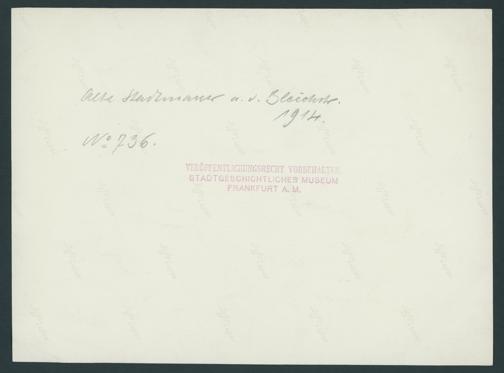 Alte Stadtmauer a. d. Bleichstr.
1914.
No 736.
VERÖFFENTLICHUNGSRECHT VORBEHALTEN
STADTGESCHICHTLICHES MUSEUM
FRANKFURT A. M.